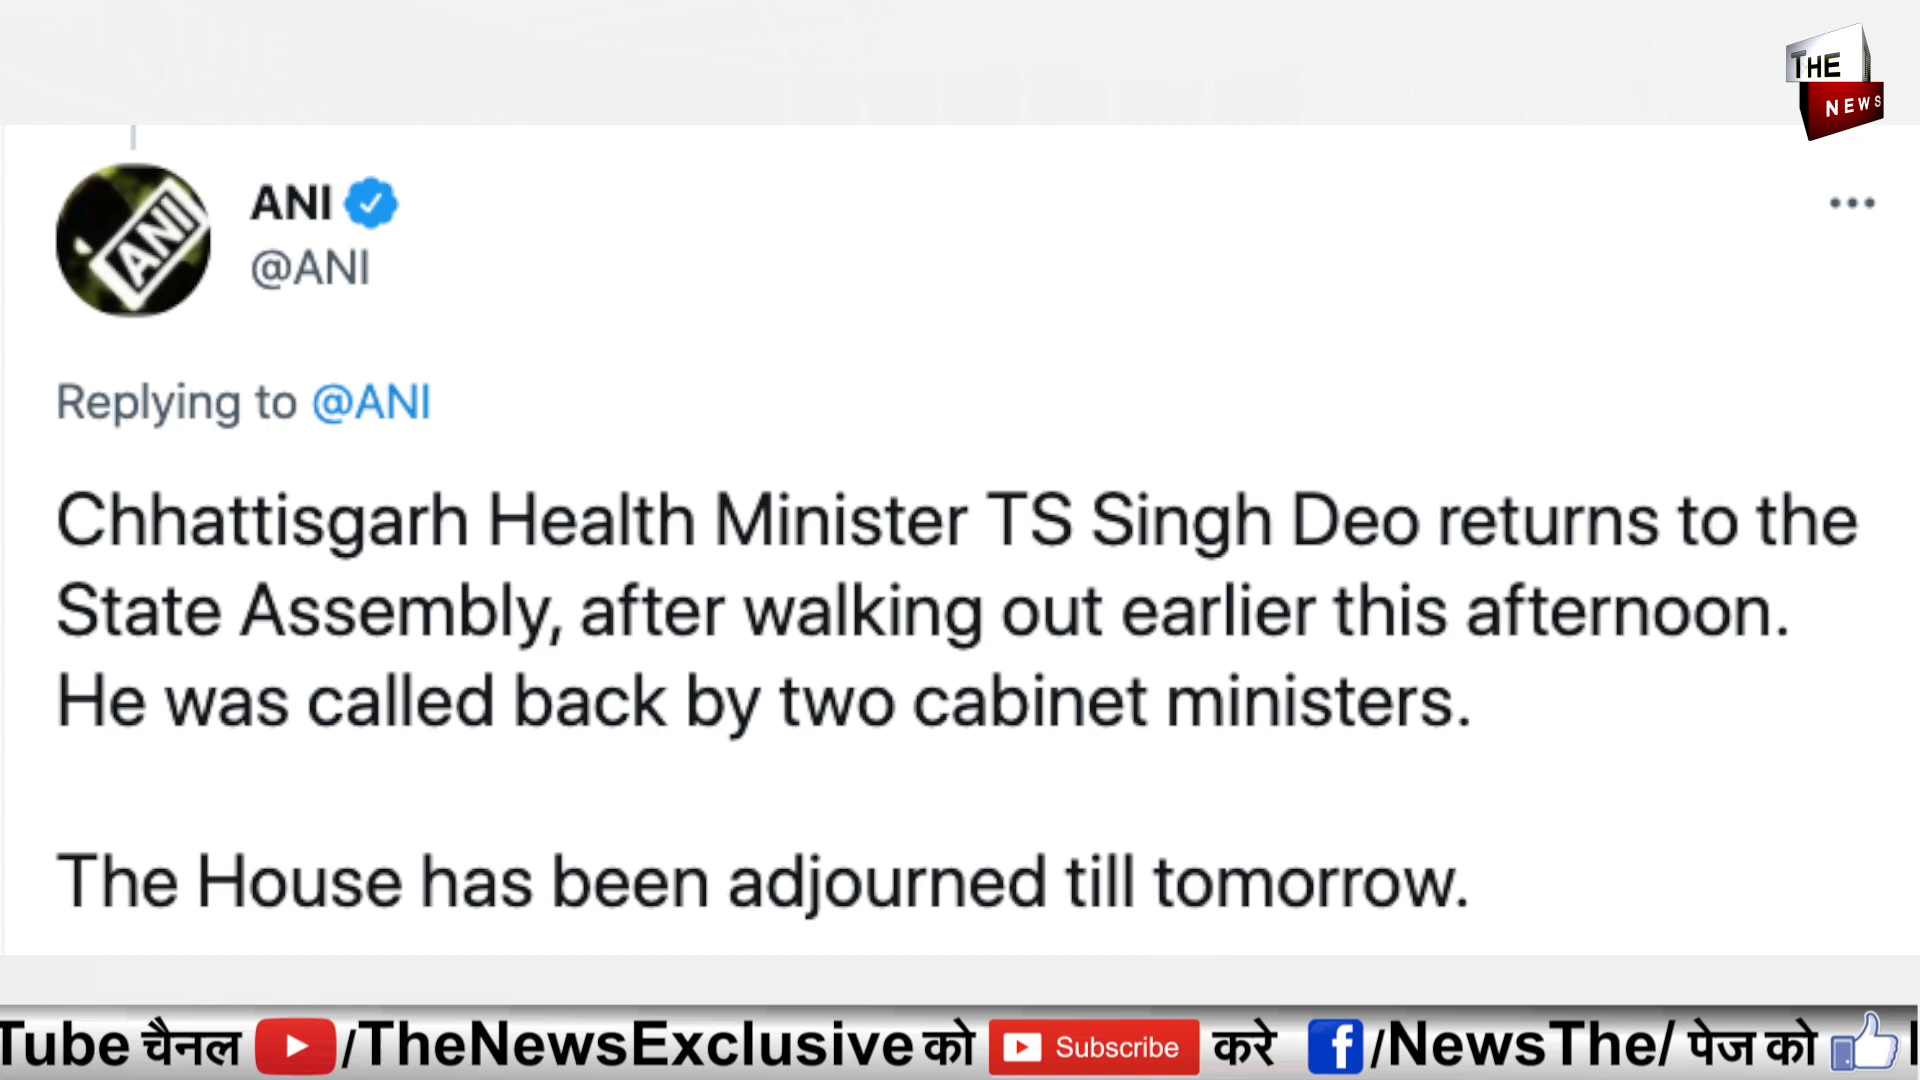 THE
NEWS
ANI
ANI
@ANI
Replying to @ANI
Chhattisgarh Health Minister TS Singh Deo returns to the
State Assembly, after walking out earlier this afternoon.
He was called back by two cabinet ministers.
The House has been adjourned till tomorrow.
Tube चैनल /TheNewsExclusive को Subscribe करे f /NewsThe/ पेज को